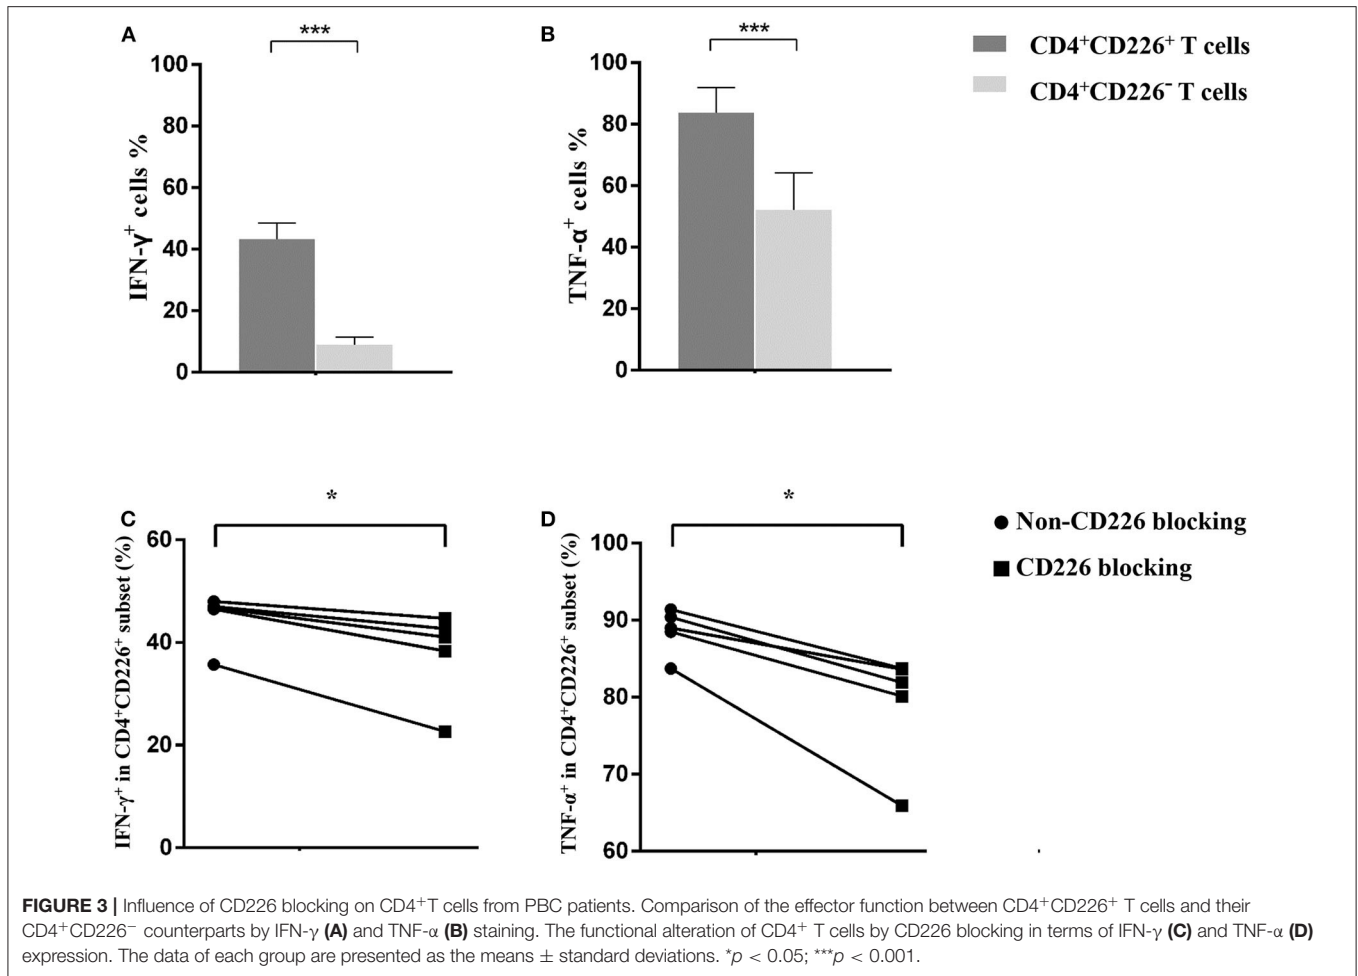 A
***
100
80
60
40
20
0
IFN-γ⁺ cells %
B
***
100
80
60
40
20
0
TNF-α⁺ cells %
CD4⁺CD226⁺ T cells
CD4⁺CD226⁻ T cells
C
*
60
40
20
0
IFN-γ⁺ in CD4⁺CD226⁺ subset (%)
D
*
100
90
80
70
60
TNF-α⁺ in CD4⁺CD226⁺ subset (%)
Non-CD226 blocking
CD226 blocking
FIGURE 3 | Influence of CD226 blocking on CD4⁺T cells from PBC patients. Comparison of the effector function between CD4⁺CD226⁺ T cells and their
CD4⁺CD226⁻ counterparts by IFN-γ (A) and TNF-α (B) staining. The functional alteration of CD4⁺ T cells by CD226 blocking in terms of IFN-γ (C) and TNF-α (D)
expression. The data of each group are presented as the means ± standard deviations. *p < 0.05; ***p < 0.001.